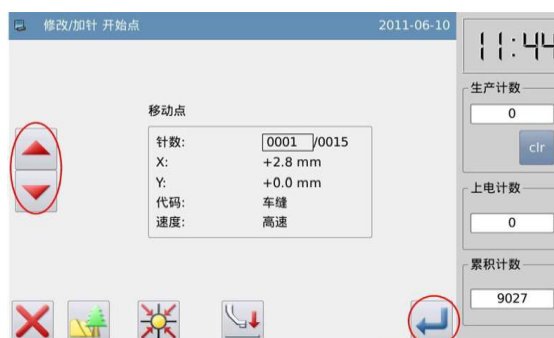 修改/加针 开始点 2011-06-10
11:44
生产计数
0
clr
移动点
针数: 0001 /0015
X: +2.8 mm
Y: +0.0 mm
代码: 车缝
速度: 高速
上电计数
0
累积计数
9027